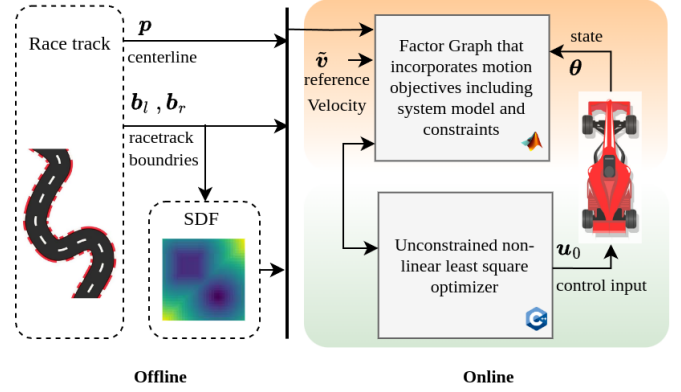 Race track
p
centerline
b_l , b_r
racetrack
boundries
SDF
ṽ
reference
Velocity
Factor Graph that
incorporates motion
objectives including
system model and
constraints
state
θ
Unconstrained non-
linear least square
optimizer
u_0
control input
Offline
Online